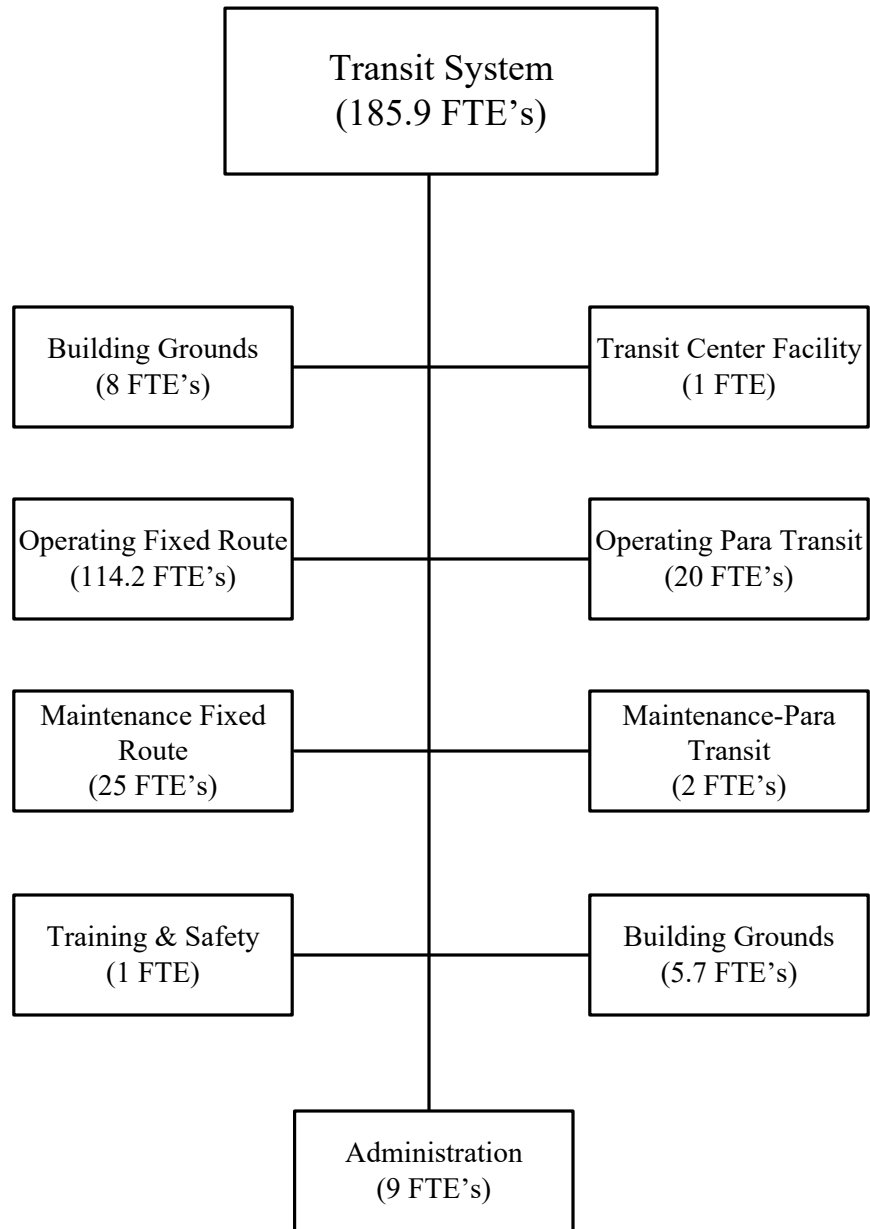 Transit System
(185.9 FTE’s)
Building Grounds
(8 FTE’s)
Transit Center Facility
(1 FTE)
Operating Fixed Route
(114.2 FTE’s)
Operating Para Transit
(20 FTE’s)
Maintenance Fixed
Route
(25 FTE’s)
Maintenance-Para
Transit
(2 FTE’s)
Training & Safety
(1 FTE)
Building Grounds
(5.7 FTE’s)
Administration
(9 FTE’s)